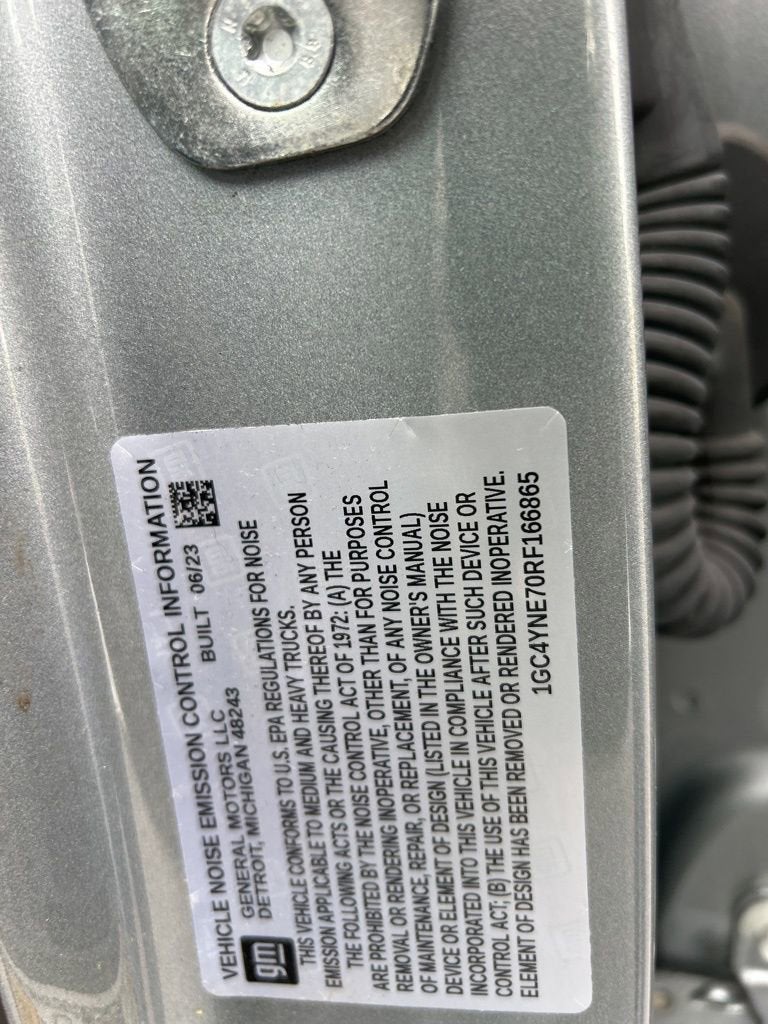 VEHICLE NOISE EMISSION CONTROL INFORMATION
gm
GENERAL MOTORS LLC BUILT 06/23
DETROIT, MICHIGAN 48243
THIS VEHICLE CONFORMS TO U.S. EPA REGULATIONS FOR NOISE
EMISSION APPLICABLE TO MEDIUM AND HEAVY TRUCKS.
THE FOLLOWING ACTS OR THE CAUSING THEREOF BY ANY PERSON
ARE PROHIBITED BY THE NOISE CONTROL ACT OF 1972: (A) THE
REMOVAL OR RENDERING INOPERATIVE, OTHER THAN FOR PURPOSES
OF MAINTENANCE, REPAIR, OR REPLACEMENT, OF ANY NOISE CONTROL
DEVICE OR ELEMENT OF DESIGN (LISTED IN THE OWNER'S MANUAL)
INCORPORATED INTO THIS VEHICLE IN COMPLIANCE WITH THE NOISE
CONTROL ACT; (B) THE USE OF THIS VEHICLE AFTER SUCH DEVICE OR
ELEMENT OF DESIGN HAS BEEN REMOVED OR RENDERED INOPERATIVE.
1GC4YNE70RF166865